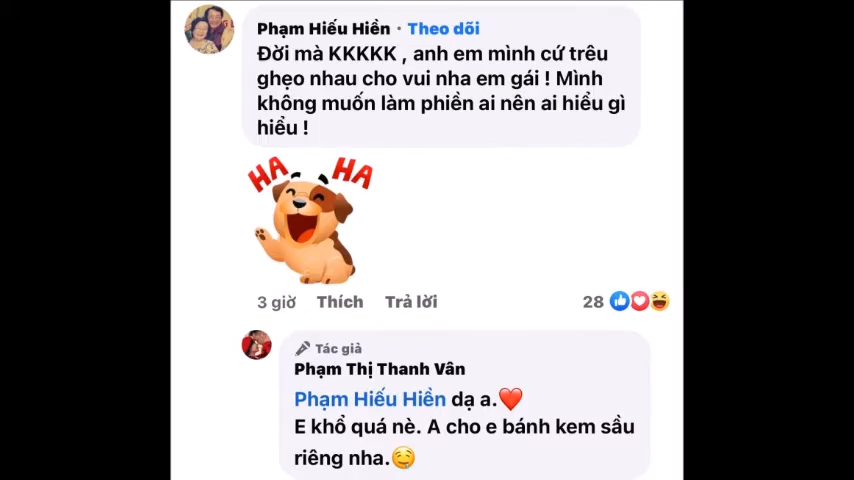 Phạm Hiếu Hiền · Theo dõi
Đời mà KKKKK , anh em mình cứ trêu
ghẹo nhau cho vui nha em gái ! Mình
không muốn làm phiền ai nên ai hiểu gì
hiểu !
HA HA
3 giờ Thích Trả lời 28
Tác giả
Phạm Thị Thanh Vân
Phạm Hiếu Hiền dạ a.❤️
E khổ quá nè. A cho e bánh kem sầu
riêng nha.🤤